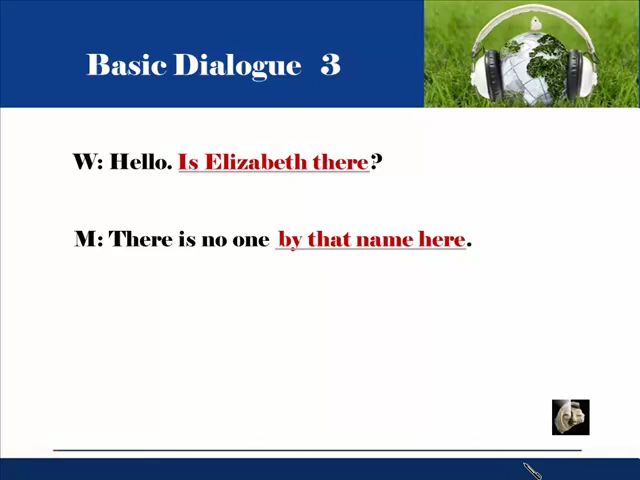 Basic Dialogue 3
W: Hello. Is Elizabeth there?
M: There is no one by that name here.